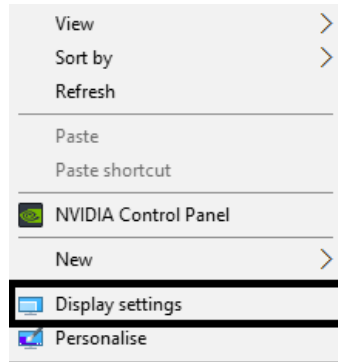 View
Sort by
Refresh
Paste
Paste shortcut
NVIDIA Control Panel
New
Display settings
Personalise